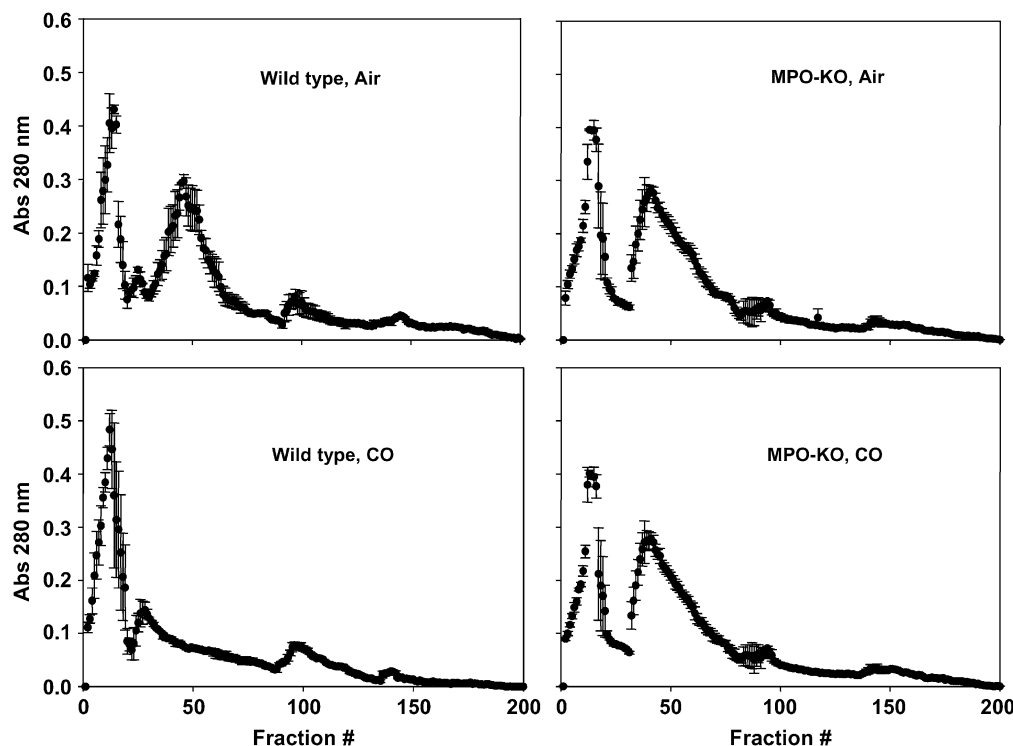 0.6
0.5
0.4
0.3
0.2
0.1
0.0
Abs 280 nm
Wild type, Air
MPO-KO, Air
0.6
0.5
0.4
0.3
0.2
0.1
0.0
Abs 280 nm
Wild type, CO
MPO-KO, CO
0 50 100 150 200
0 50 100 150 200
Fraction #
Fraction #